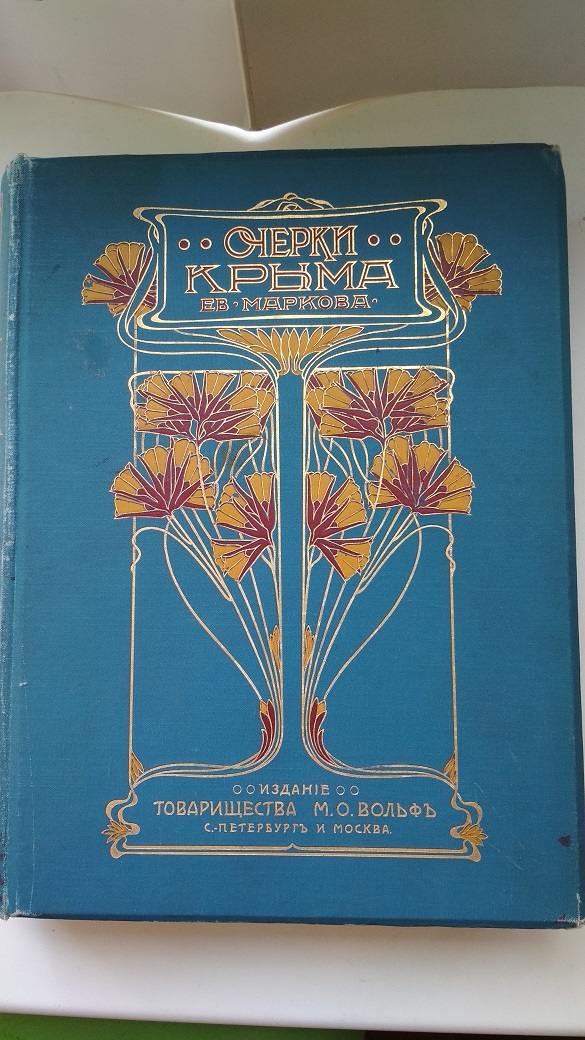 ОЧЕРКИ
КРЫМА
ЕВ·МАРКОВА·
ИЗДАНІЕ
ТОВАРИЩЕСТВА М.О.ВОЛЬФЪ
С.-ПЕТЕРБУРГЪ И МОСКВА.